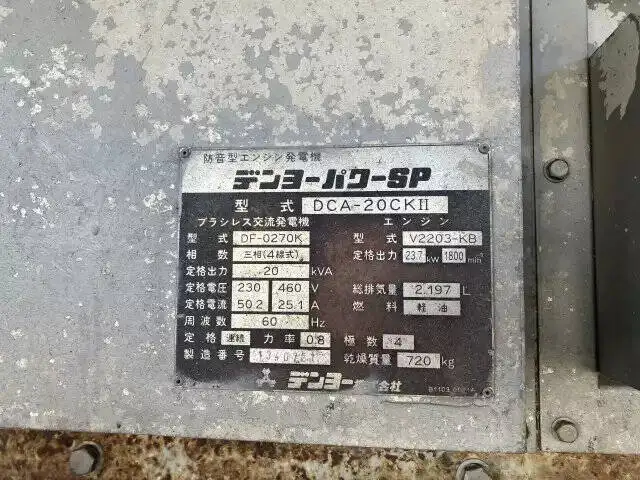 防音型エンジン発電機
デンヨーパワーSP
型 式 DCA-20CKII
ブラシレス交流発電機 エンジン
型 式 DF-0270K 型 式 V2203-KB
相 数 三相(4線式) 定格出力 23.7 kW 1800 min⁻¹
定格出力 20 kVA
定格電圧 230 460 V 総排気量 2.197 L
定格電流 50.2 25.1 A 燃 料 軽油
周波数 60 Hz
定 格 連続 力 率 0.8 極 数 4
製造番号 乾燥質量 720 kg
デンヨー 会社